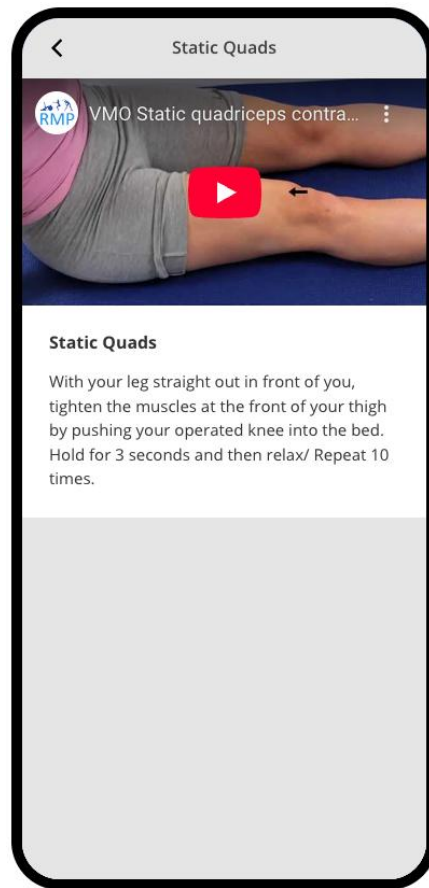 Static Quads
RMP
VMO Static quadriceps contra...
Static Quads
With your leg straight out in front of you,
tighten the muscles at the front of your thigh
by pushing your operated knee into the bed.
Hold for 3 seconds and then relax/ Repeat 10
times.